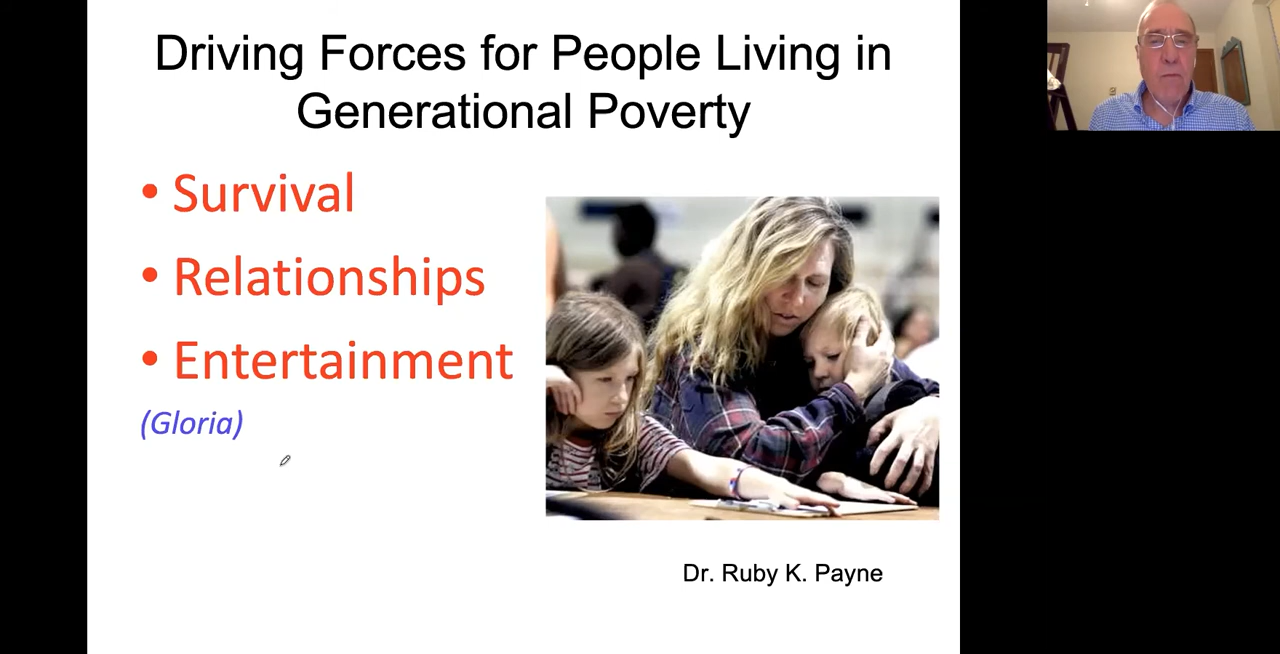 Driving Forces for People Living in
Generational Poverty
• Survival
• Relationships
• Entertainment
(Gloria)
Dr. Ruby K. Payne